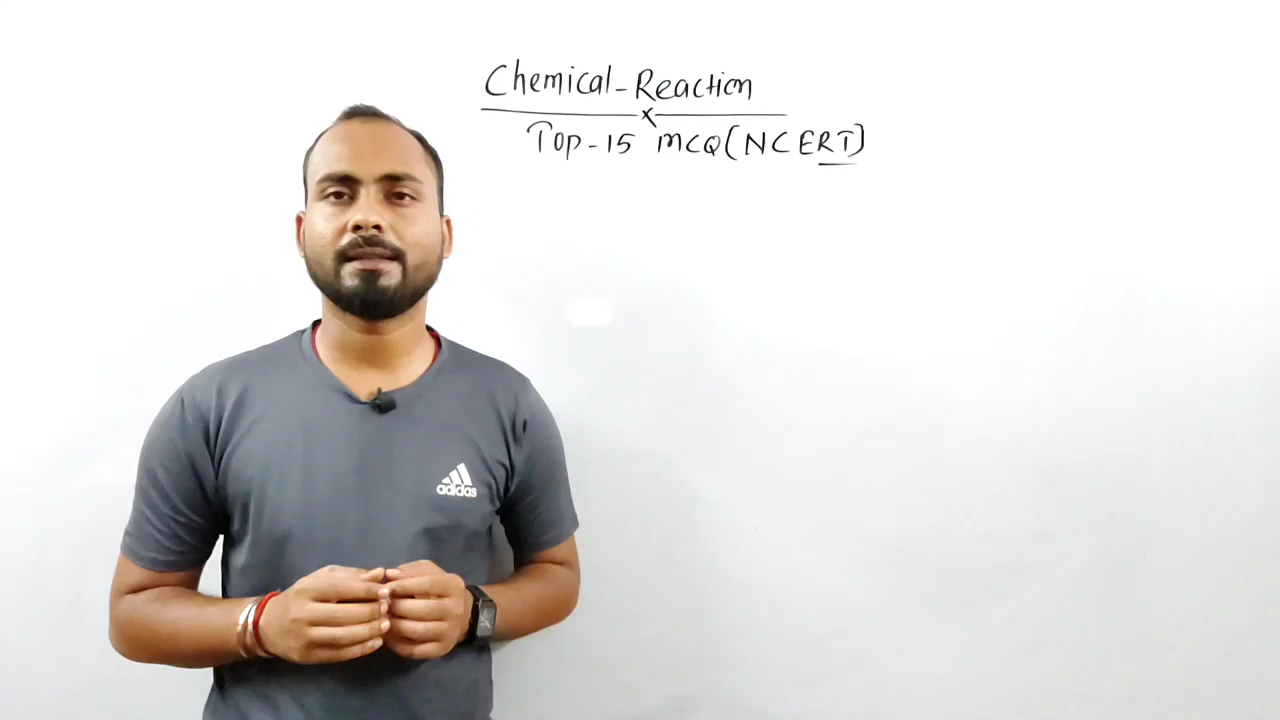 Chemical-Reaction
x
Top-15 MCQ (NCERT)
adidas